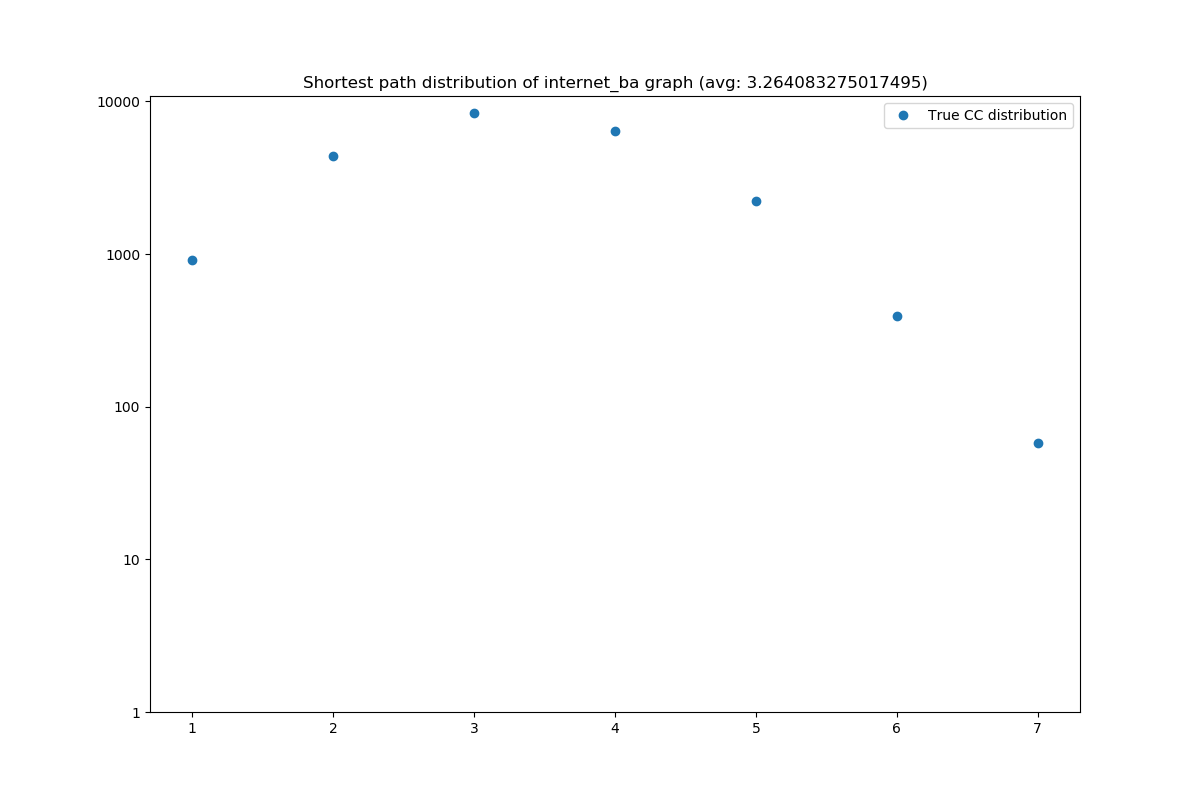 Shortest path distribution of internet_ba graph (avg: 3.264083275017495)
True CC distribution
10000
1000
100
10
1
1 2 3 4 5 6 7